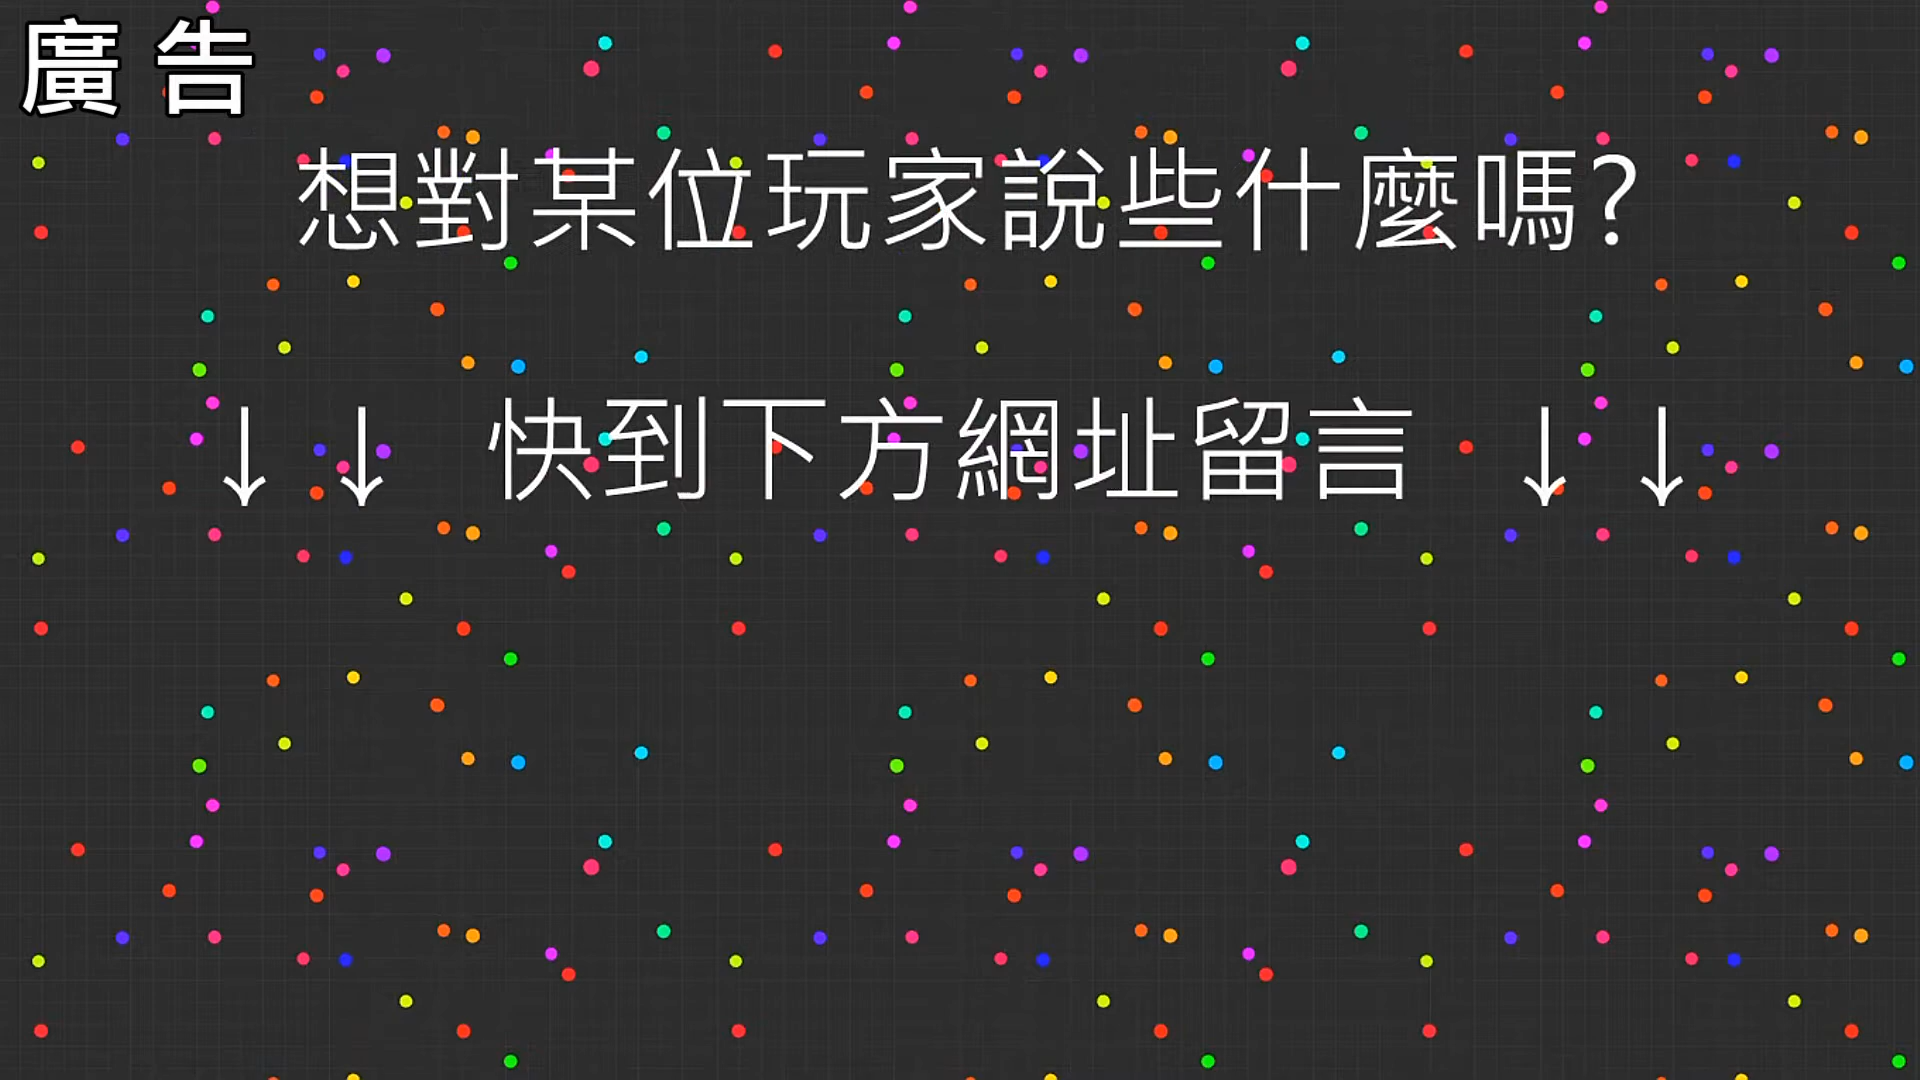 廣告
想對某位玩家說些什麼嗎?
↓ ↓ 快到下方網址留言 ↓ ↓